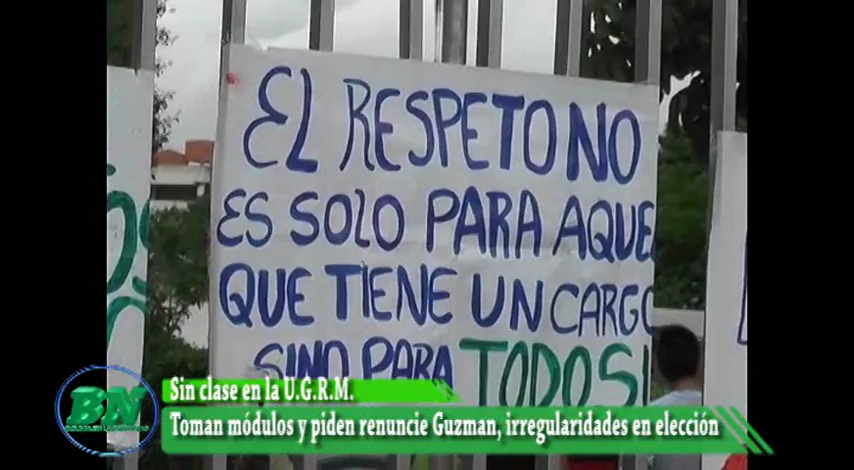 EL RESPETO NO
ES SOLO PARA AQUEL
QUE TIENE UN CARGO
SINO PARA TODOS!
BN
Sin clase en la U.G.R.M.
Toman módulos y piden renuncie Guzman, irregularidades en elección